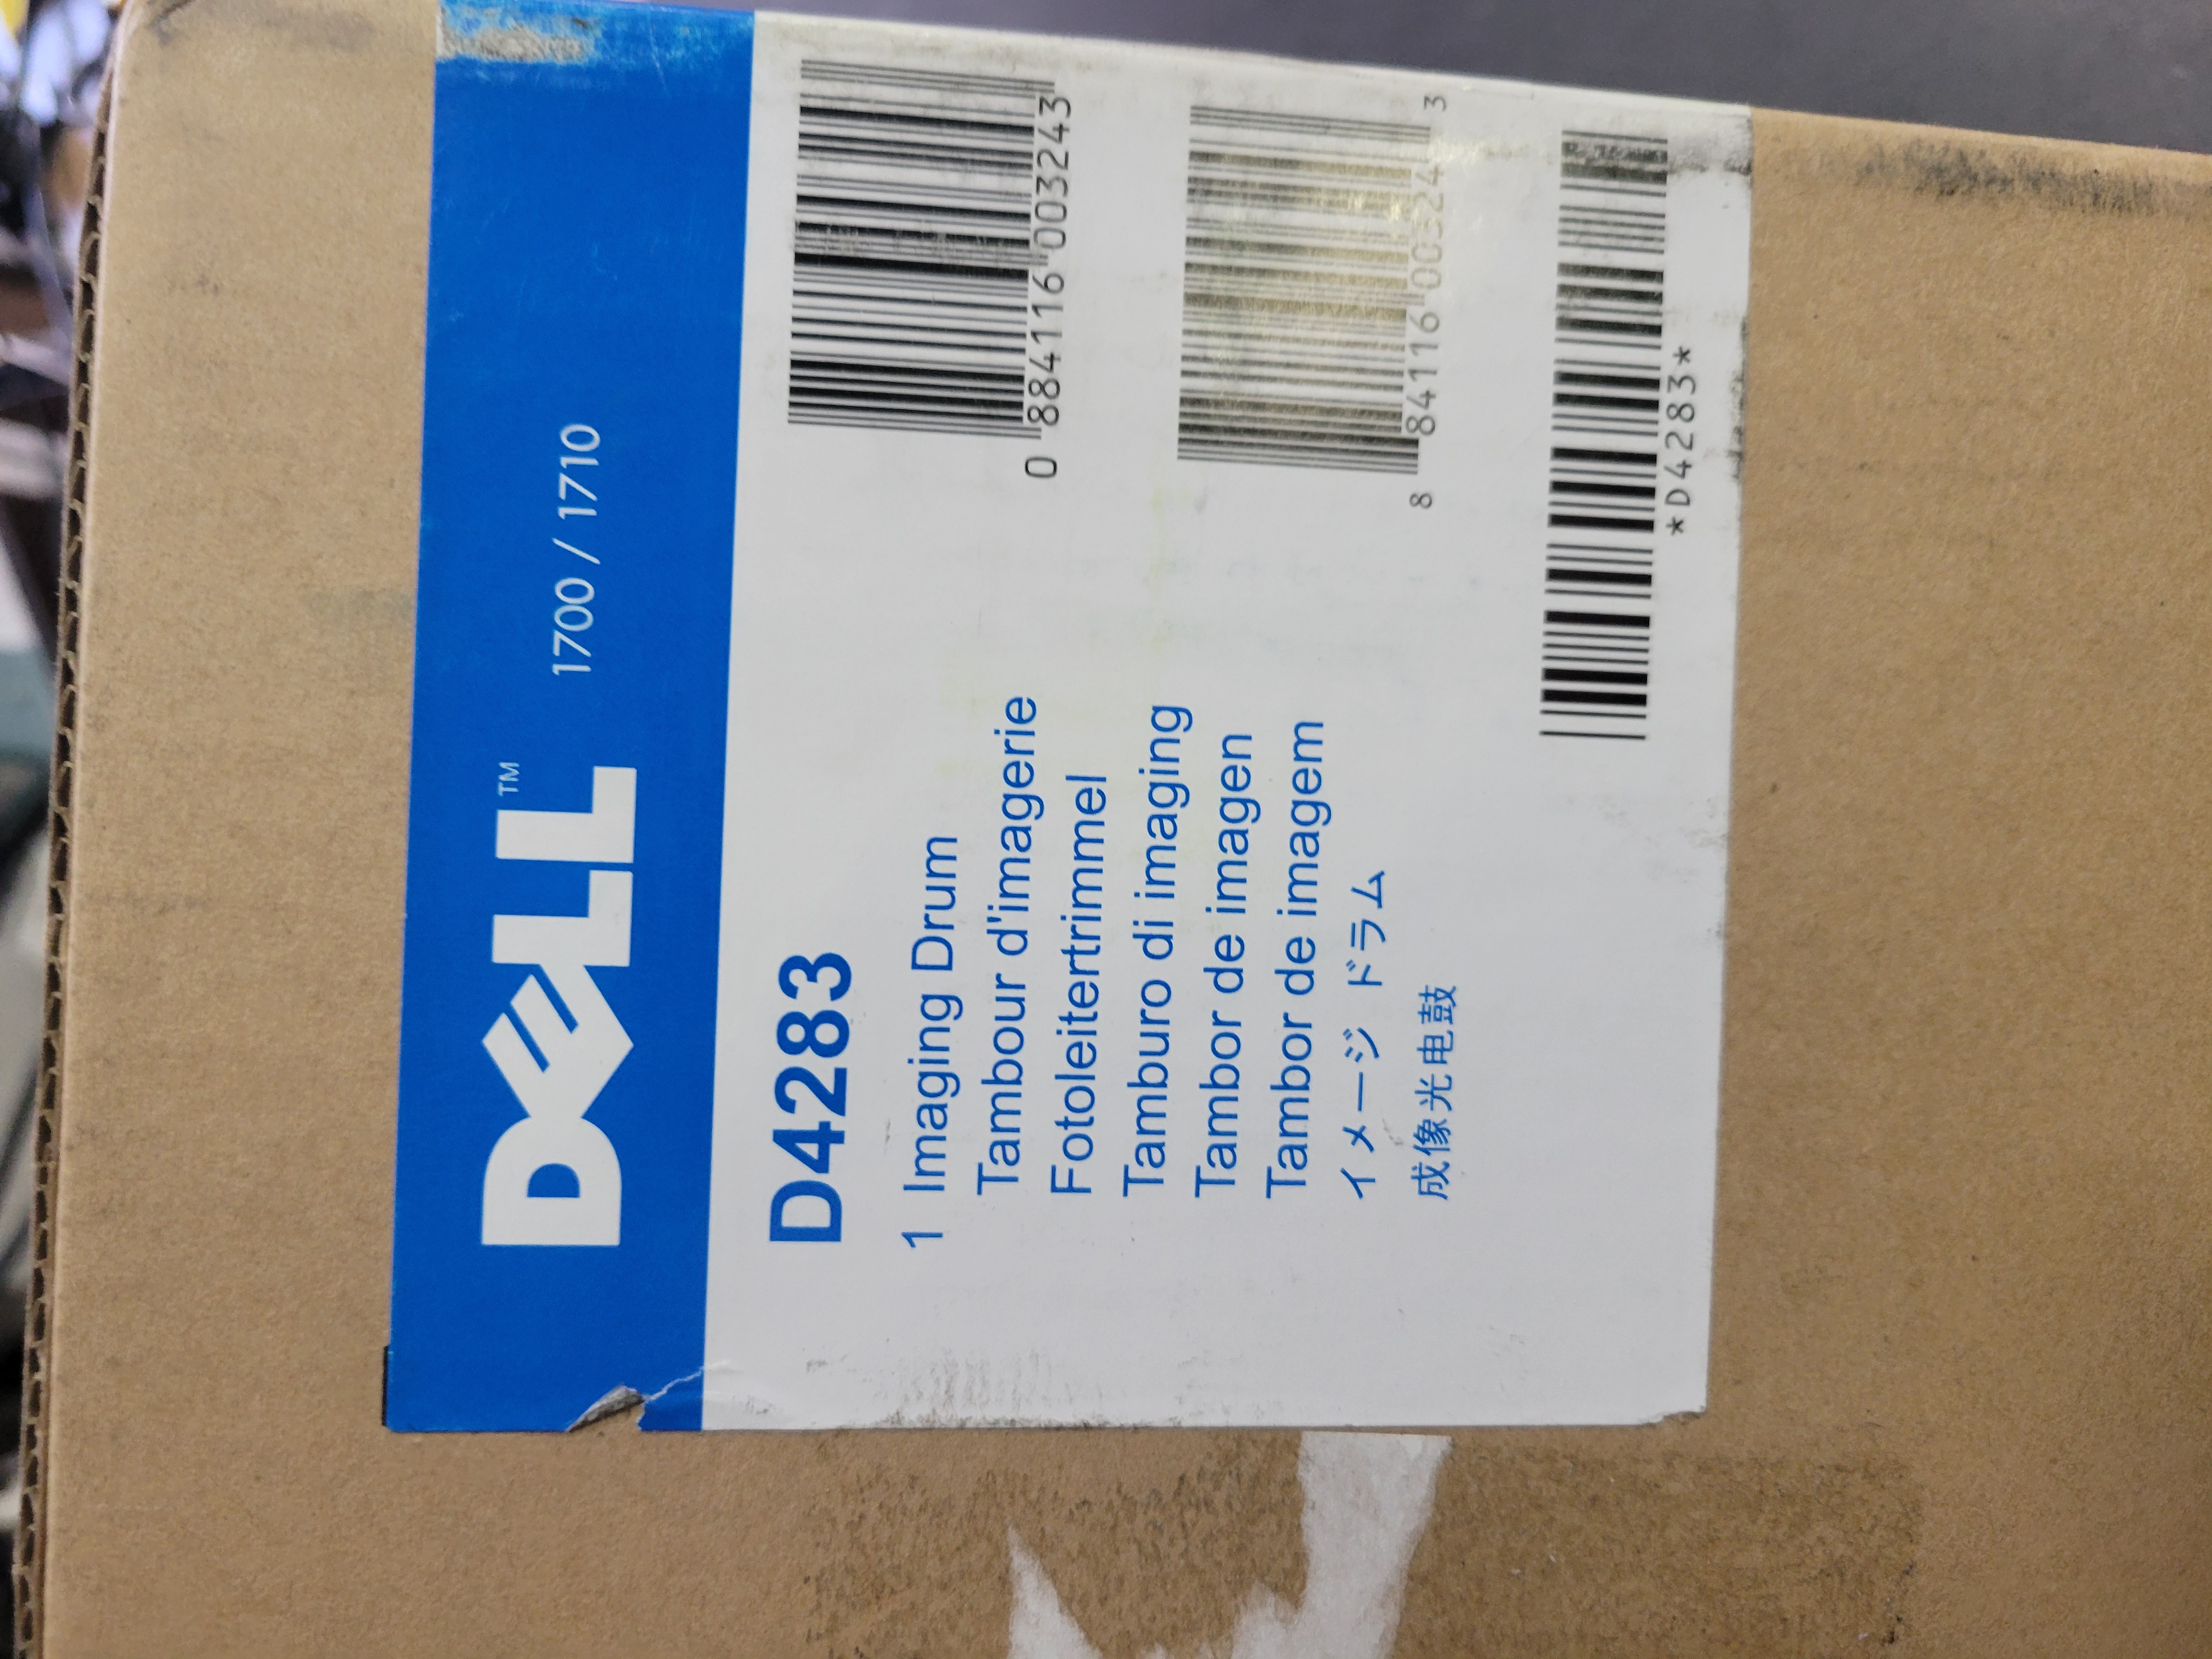 DELL™ 1700 / 1710
D4283
1 Imaging Drum
Tambour d'imagerie
Fotoleitertrimmel
Tamburo di imaging
Tambor de imagen
Tambor de imagem
イメージ ドラム
成像光电鼓
0 884116 003243
8 84116 00324 3
*D4283*